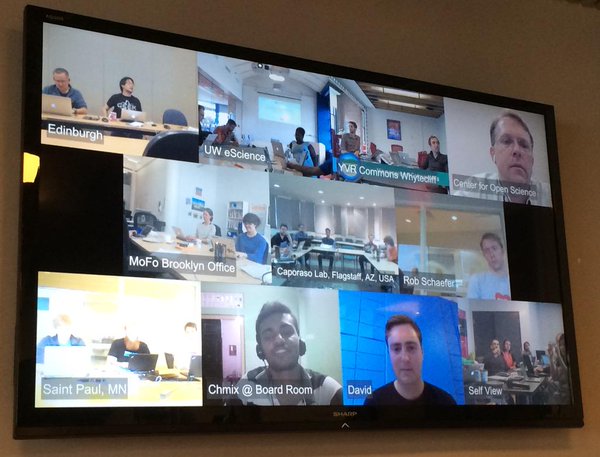 Edinburgh
UW eScience
YVR Commons Whytecliff
Center for Open Science
MoFo Brooklyn Office
Caporaso Lab, Flagstaff, AZ, USA
Rob Schaefer
Saint Paul, MN
Chmix @ Board Room
David
Self View
SHARP